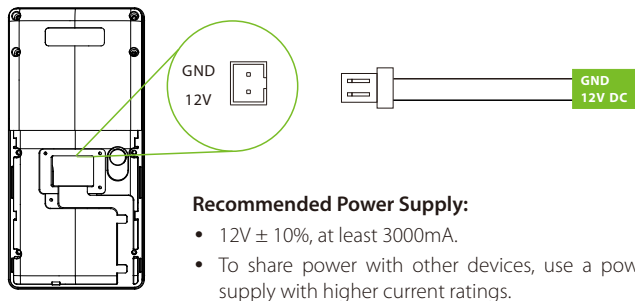 GND
12V
GND
12V DC
Recommended Power Supply:
• 12V ± 10%, at least 3000mA.
• To share power with other devices, use a pow
supply with higher current ratings.